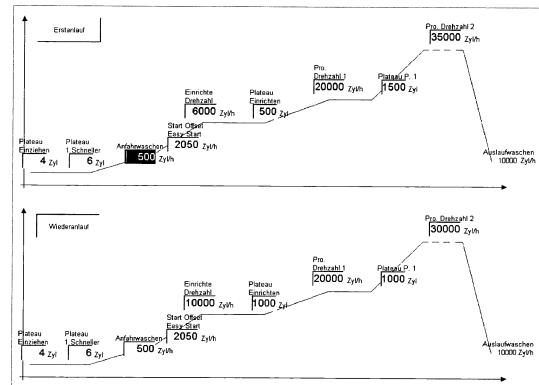 Erstanlauf
Pro. Drehzahl 2
35000 Zyl/h
Pro.
Drehzahl 1
20000 Zyl/h
Plateau P. 1
1500 Zyl
Einrichte
Drehzahl
6000 Zyl/h
Plateau
Einrichten
500 Zyl
Start Offset
Easy Start
2050 Zyl/h
Plateau
Einziehen
4 Zyl
Plateau
1.Schneller
6 Zyl
Anfahrwaschen
500 Zyl/h
Auslaufwaschen
10000 Zyl/h
Wiederanlauf
Pro. Drehzahl 2
30000 Zyl/h
Pro.
Drehzahl 1
20000 Zyl/h
Plateau P. 1
1000 Zyl
Einrichte
Drehzahl
10000 Zyl/h
Plateau
Einrichten
1000 Zyl
Start Offset
Easy Start
2050 Zyl/h
Plateau
Einziehen
4 Zyl
Plateau
1.Schneller
6 Zyl
Anfahrwaschen
500 Zyl/h
Auslaufwaschen
10000 Zyl/h